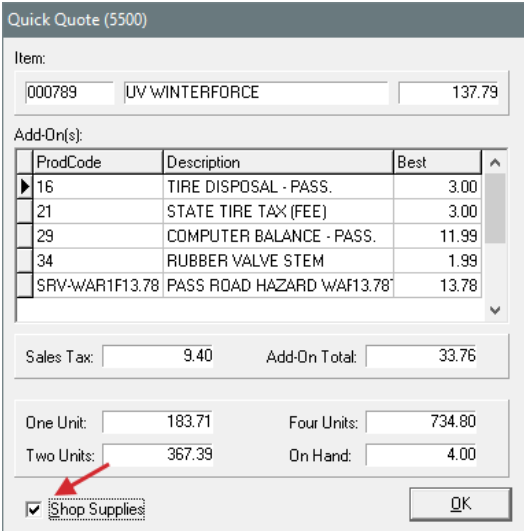 Quick Quote (5500)
Item:
000789 UV WINTERFORCE 137.79
Add-On(s):
ProdCode Description Best
16 TIRE DISPOSAL - PASS. 3.00
21 STATE TIRE TAX (FEE) 3.00
29 COMPUTER BALANCE - PASS. 11.99
34 RUBBER VALVE STEM 1.99
SRV-WAR1F13.78 PASS ROAD HAZARD WAF13.78 13.78
Sales Tax: 9.40 Add-On Total: 33.76
One Unit: 183.71 Four Units: 734.80
Two Units: 367.39 On Hand: 4.00
Shop Supplies OK